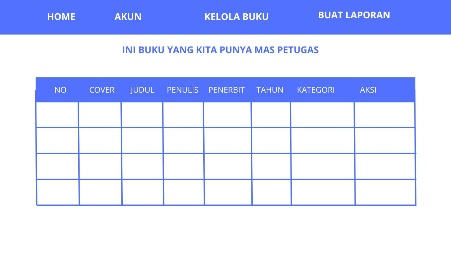 HOME AKUN KELOLA BUKU BUAT LAPORAN
INI BUKU YANG KITA PUNYA MAS PETUGAS
NO COVER JUDUL PENULIS PENERBIT TAHUN KATEGORI AKSI